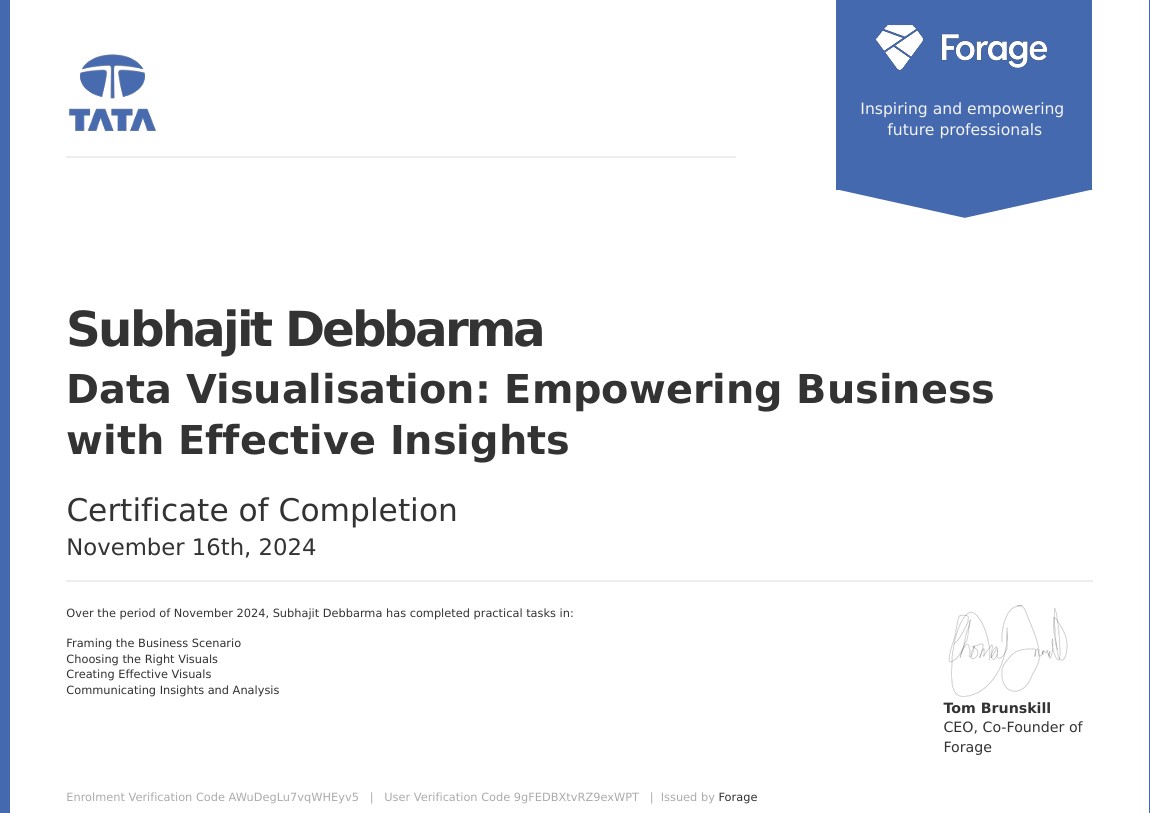 TATA
Forage
Inspiring and empowering
future professionals
Subhajit Debbarma
Data Visualisation: Empowering Business
with Effective Insights
Certificate of Completion
November 16th, 2024
Over the period of November 2024, Subhajit Debbarma has completed practical tasks in:
Framing the Business Scenario
Choosing the Right Visuals
Creating Effective Visuals
Communicating Insights and Analysis
Tom Brunskill
CEO, Co-Founder of
Forage
Enrolment Verification Code AWuDegLu7vqWHEyv5 | User Verification Code 9gFEDBXtvRZ9exWPT | Issued by Forage